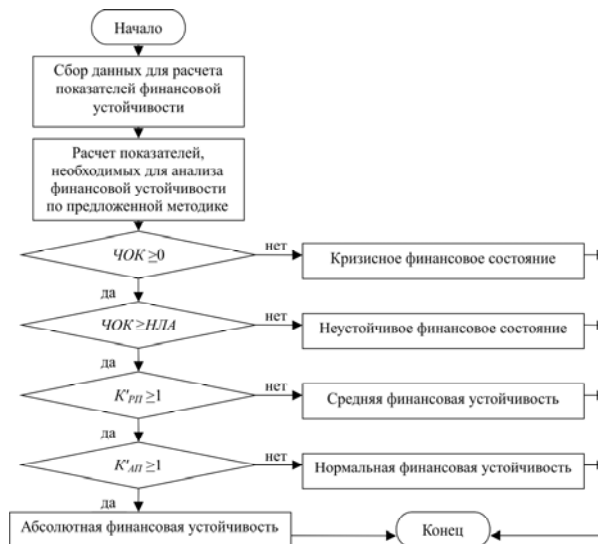 Начало
Сбор данных для расчета
показателей финансовой
устойчивости
Расчет показателей,
необходимых для анализа
финансовой устойчивости
по предложенной методике
ЧОК ≥0
нет
Кризисное финансовое состояние
да
ЧОК ≥НЛА
нет
Неустойчивое финансовое состояние
да
К'РП ≥1
нет
Средняя финансовая устойчивость
да
К'АП ≥1
нет
Нормальная финансовая устойчивость
да
Абсолютная финансовая устойчивость
Конец